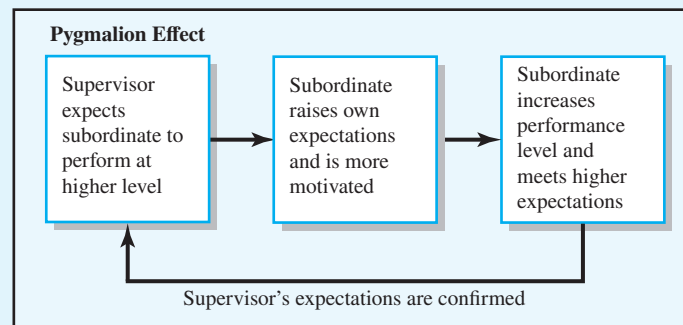 Pygmalion Effect
Supervisor
expects
subordinate to
perform at
higher level
Subordinate
raises own
expectations
and is more
motivated
Subordinate
increases
performance
level and
meets higher
expectations
Supervisor’s expectations are confirmed